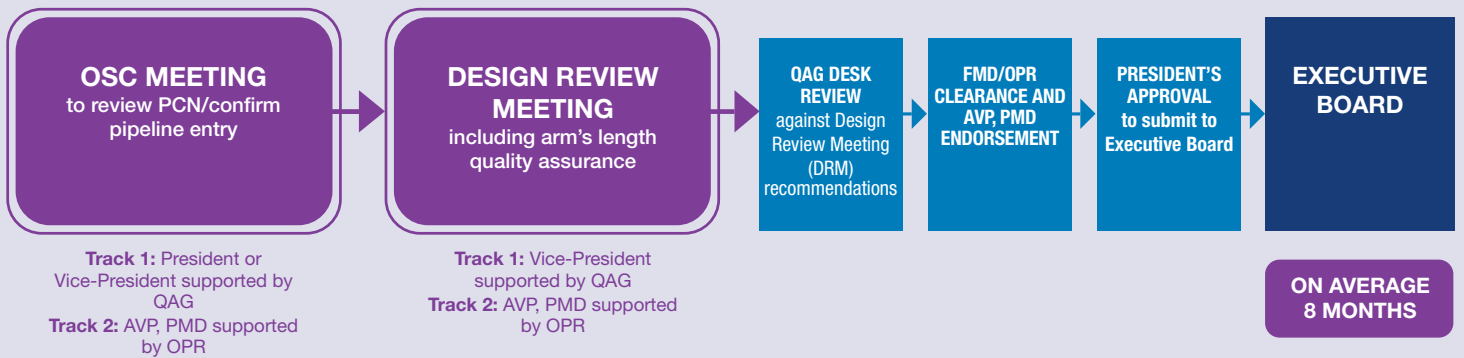 OSC MEETING
to review PCN/confirm
pipeline entry
Track 1: President or
Vice-President supported by
QAG
Track 2: AVP, PMD supported
by OPR
DESIGN REVIEW
MEETING
including arm's length
quality assurance
Track 1: Vice-President
supported by QAG
Track 2: AVP, PMD supported
by OPR
QAG DESK
REVIEW
against Design
Review Meeting
(DRM)
recommendations
FMD/OPR
CLEARANCE AND
AVP, PMD
ENDORSEMENT
PRESIDENT'S
APPROVAL
to submit to
Executive Board
EXECUTIVE
BOARD
ON AVERAGE
8 MONTHS